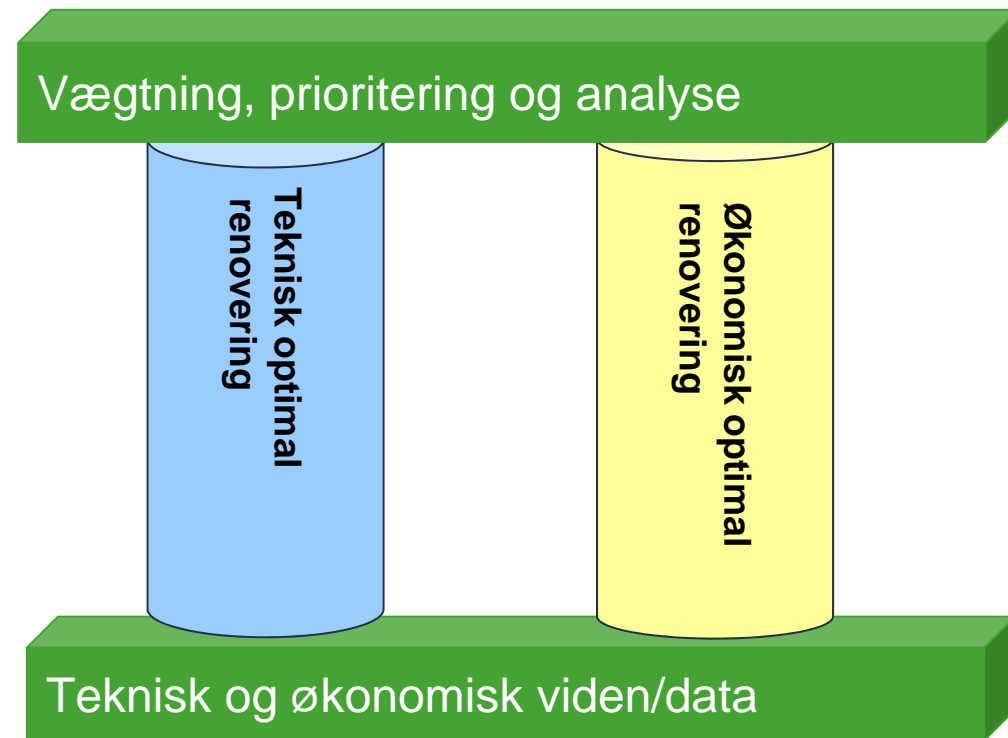 Vægtning, prioritering og analyse
Teknisk optimal
renovering
Økonomisk optimal
renovering
Teknisk og økonomisk viden/data